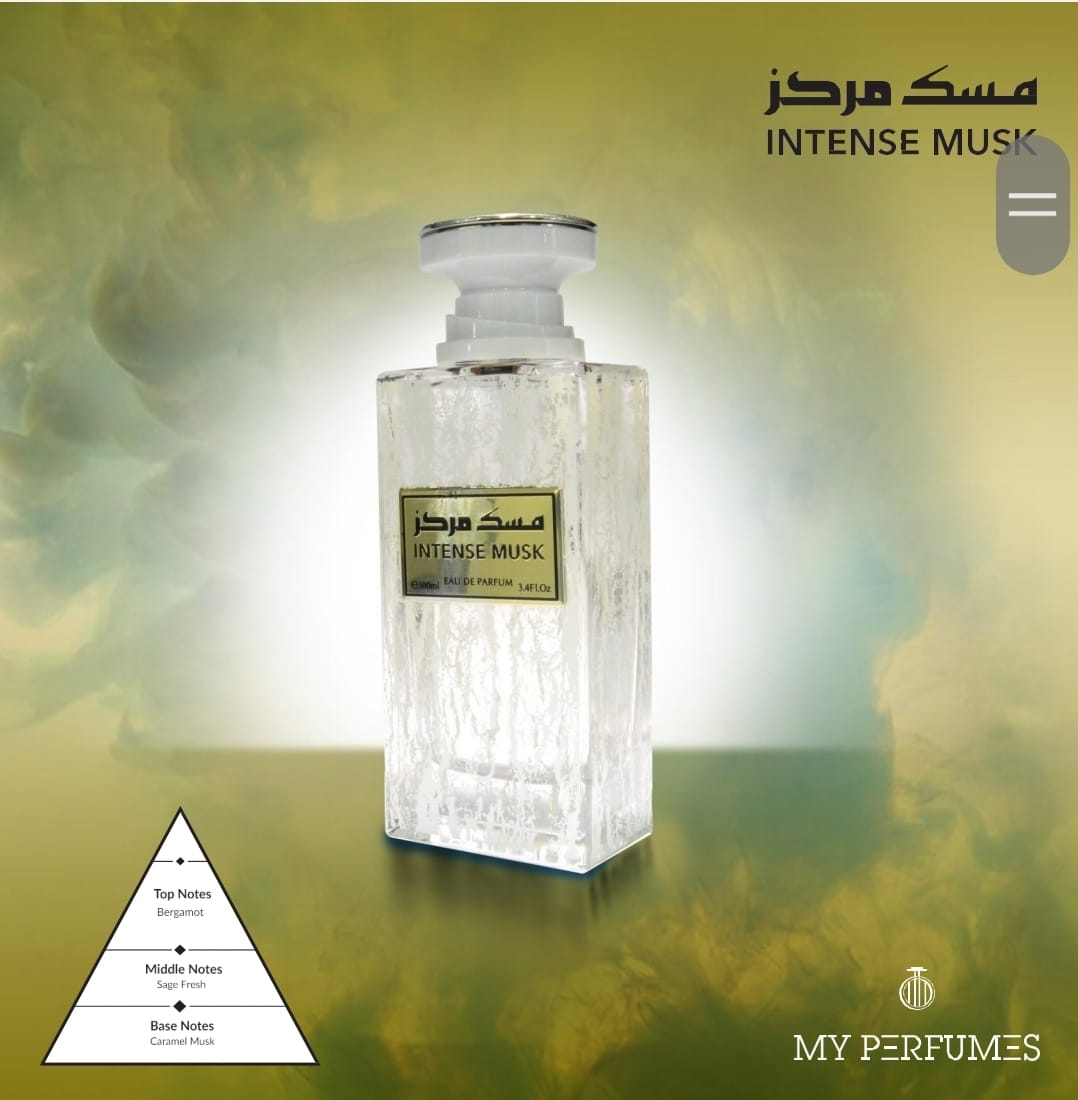 مسك مركز
INTENSE MUSK
مسك مركز
INTENSE MUSK
℮100ml EAU DE PARFUM 3.4Fl.Oz
Top Notes
Bergamot
Middle Notes
Sage Fresh
Base Notes
Caramel Musk
MY PERFUMES